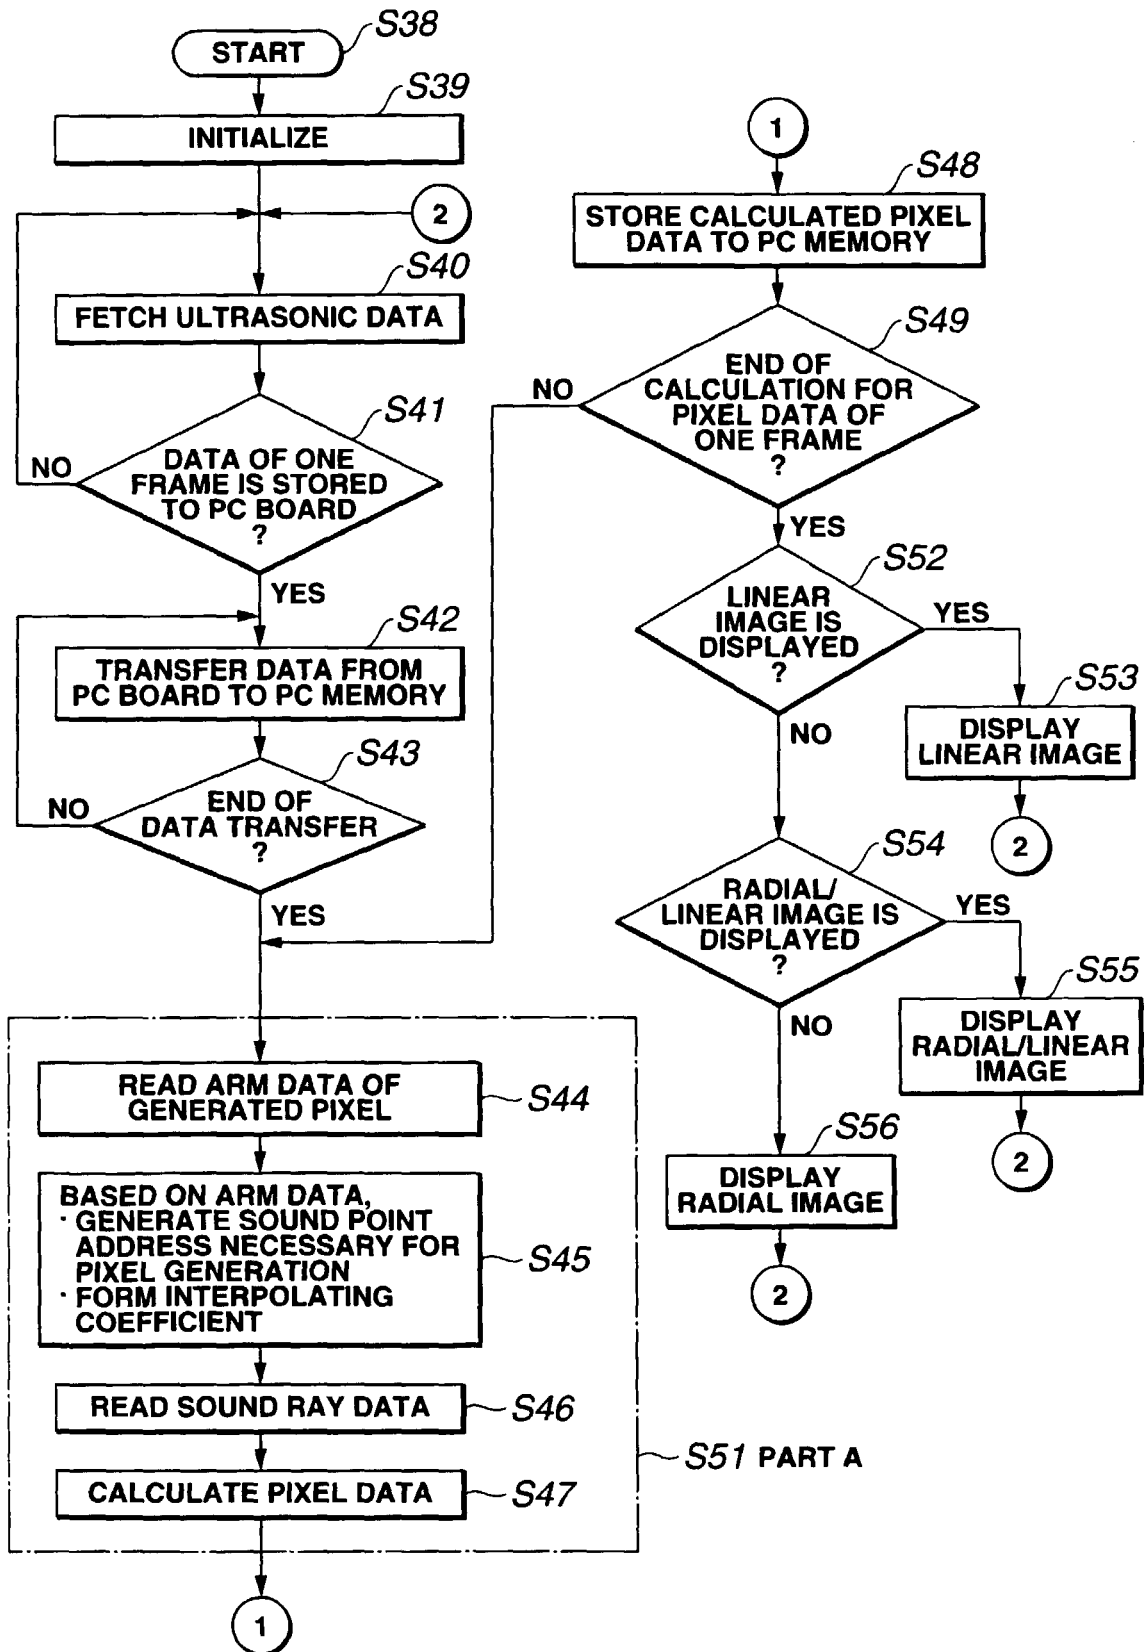 S38
START
S39
INITIALIZE
2
S40
FETCH ULTRASONIC DATA
S41
DATA OF ONE
FRAME IS STORED
TO PC BOARD
?
NO
YES
S42
TRANSFER DATA FROM
PC BOARD TO PC MEMORY
S43
END OF
DATA TRANSFER
?
NO
YES
READ ARM DATA OF
GENERATED PIXEL
S44
BASED ON ARM DATA,
· GENERATE SOUND POINT
ADDRESS NECESSARY FOR
PIXEL GENERATION
· FORM INTERPOLATING
COEFFICIENT
S45
READ SOUND RAY DATA
S46
CALCULATE PIXEL DATA
S47
S51 PART A
1
1
S48
STORE CALCULATED PIXEL
DATA TO PC MEMORY
S49
END OF
CALCULATION FOR
PIXEL DATA OF
ONE FRAME
?
NO
YES
S52
LINEAR
IMAGE IS
DISPLAYED
?
YES
NO
S53
DISPLAY
LINEAR IMAGE
2
S54
RADIAL/
LINEAR IMAGE IS
DISPLAYED
?
YES
NO
S55
DISPLAY
RADIAL/LINEAR
IMAGE
2
S56
DISPLAY
RADIAL IMAGE
2